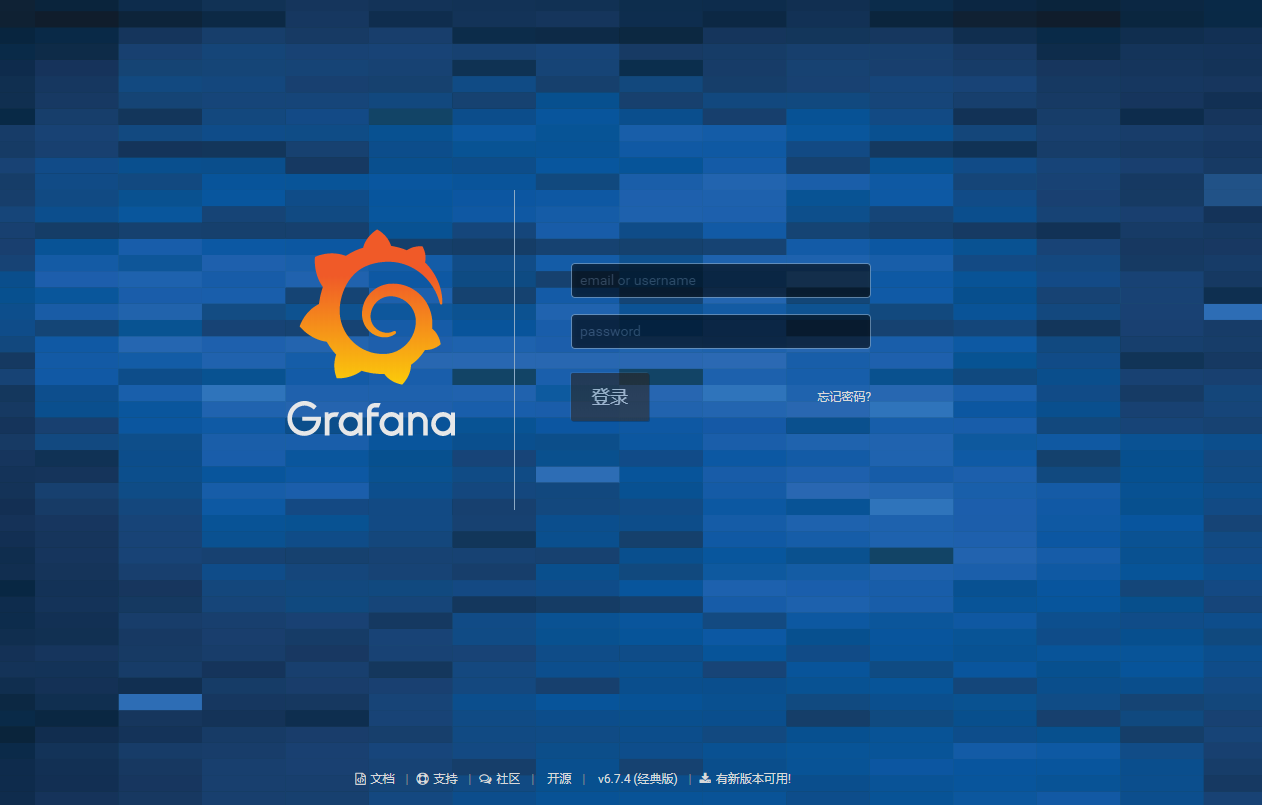 Grafana
email or username
password
登录
忘记密码?
文档 | 支持 | 社区 | 开源 | v6.7.4 (经典版) | 有新版本可用!